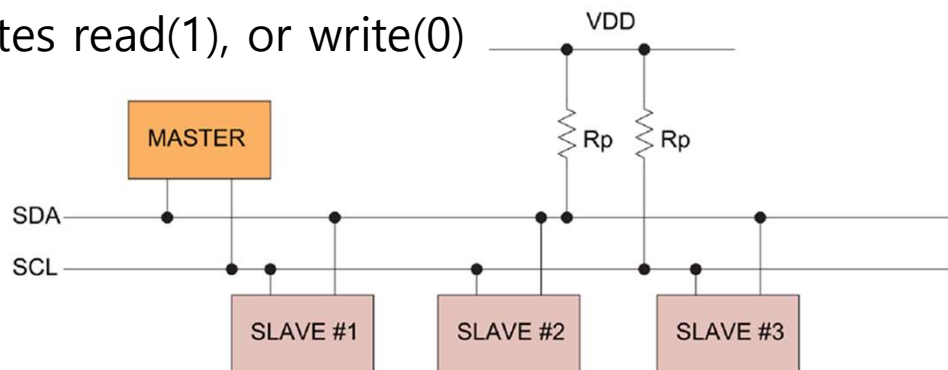 tes read(1), or write(0)
VDD
MASTER
Rp
Rp
SDA
SCL
SLAVE #1
SLAVE #2
SLAVE #3